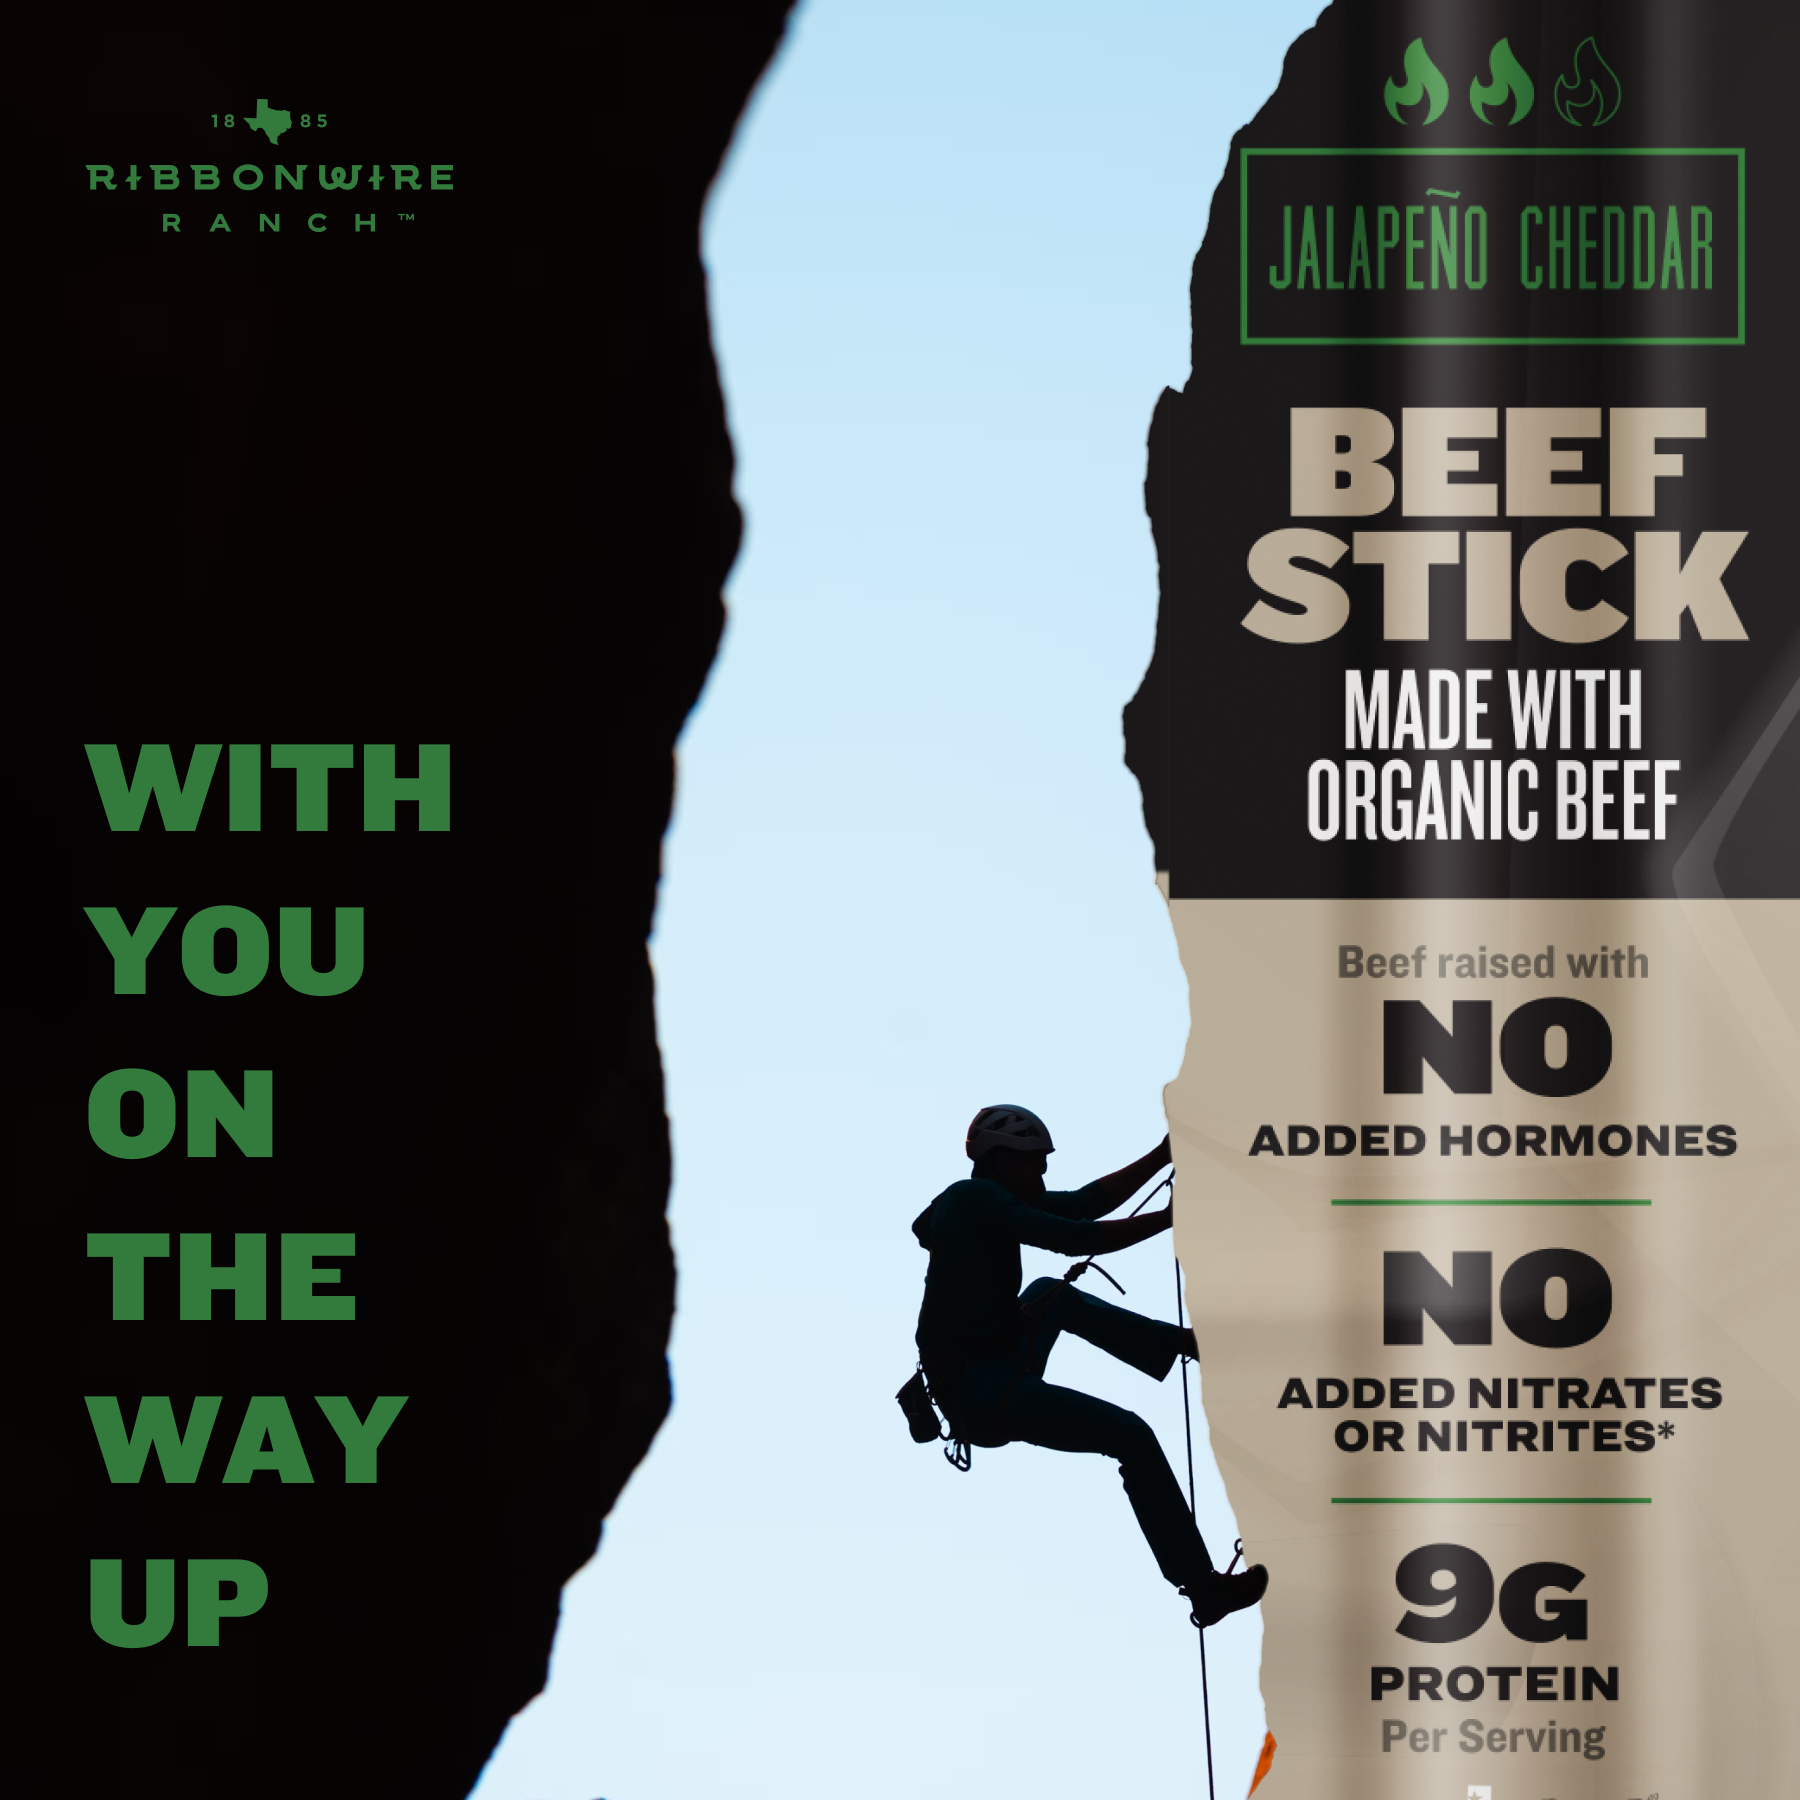 18 85
RIBBONWIRE
RANCH™
WITH
YOU
ON
THE
WAY
UP
JALAPEÑO CHEDDAR
BEEF
STICK
MADE WITH
ORGANIC BEEF
Beef raised with
NO
ADDED HORMONES
NO
ADDED NITRATES
OR NITRITES*
9G
PROTEIN
Per Serving